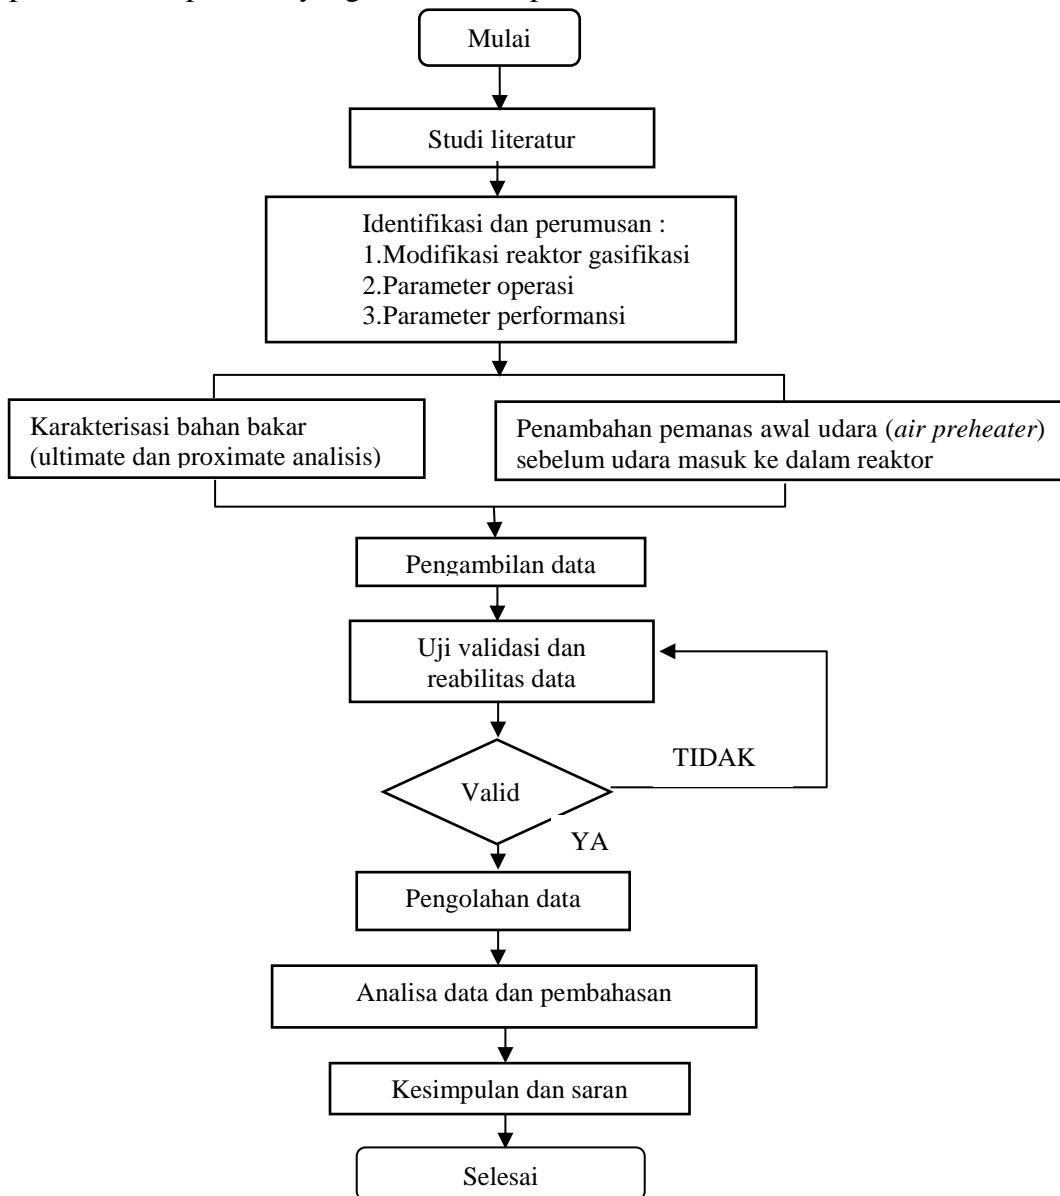 Mulai
Studi literatur
Identifikasi dan perumusan :
1.Modifikasi reaktor gasifikasi
2.Parameter operasi
3.Parameter performansi
Karakterisasi bahan bakar
(ultimate dan proximate analisis)
Penambahan pemanas awal udara (air preheater)
sebelum udara masuk ke dalam reaktor
Pengambilan data
Uji validasi dan
reabilitas data
TIDAK
Valid
YA
Pengolahan data
Analisa data dan pembahasan
Kesimpulan dan saran
Selesai